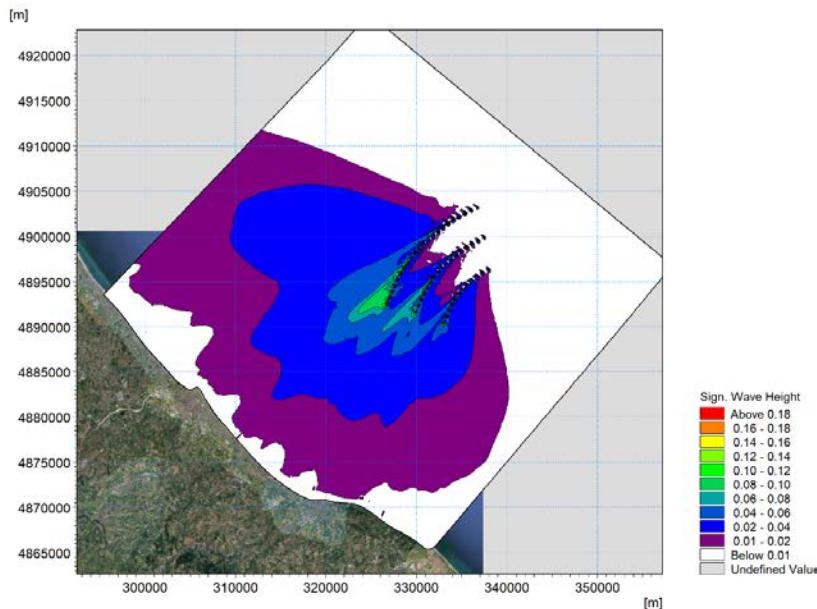 [m]
4920000
4915000
4910000
4905000
4900000
4895000
4890000
4885000
4880000
4875000
4870000
4865000
300000 310000 320000 330000 340000 350000
[m]
Sign. Wave Height
Above 0.18
0.16 - 0.18
0.14 - 0.16
0.12 - 0.14
0.10 - 0.12
0.08 - 0.10
0.06 - 0.08
0.04 - 0.06
0.02 - 0.04
0.01 - 0.02
Below 0.01
Undefined Value